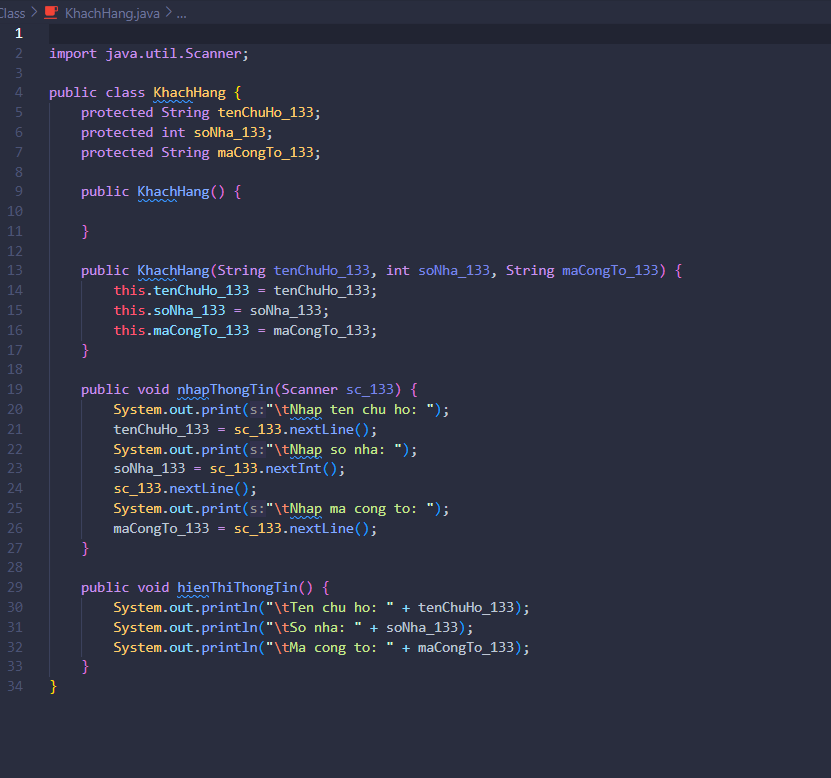 Class > KhachHang.java > ...
1
2 import java.util.Scanner;
3
4 public class KhachHang {
5     protected String tenChuHo_133;
6     protected int soNha_133;
7     protected String maCongTo_133;
8
9     public KhachHang() {
10
11     }
12
13     public KhachHang(String tenChuHo_133, int soNha_133, String maCongTo_133) {
14         this.tenChuHo_133 = tenChuHo_133;
15         this.soNha_133 = soNha_133;
16         this.maCongTo_133 = maCongTo_133;
17     }
18
19     public void nhapThongTin(Scanner sc_133) {
20         System.out.print(s:"\tNhap ten chu ho: ");
21         tenChuHo_133 = sc_133.nextLine();
22         System.out.print(s:"\tNhap so nha: ");
23         soNha_133 = sc_133.nextInt();
24         sc_133.nextLine();
25         System.out.print(s:"\tNhap ma cong to: ");
26         maCongTo_133 = sc_133.nextLine();
27     }
28
29     public void hienThiThongTin() {
30         System.out.println("\tTen chu ho: " + tenChuHo_133);
31         System.out.println("\tSo nha: " + soNha_133);
32         System.out.println("\tMa cong to: " + maCongTo_133);
33     }
34 }